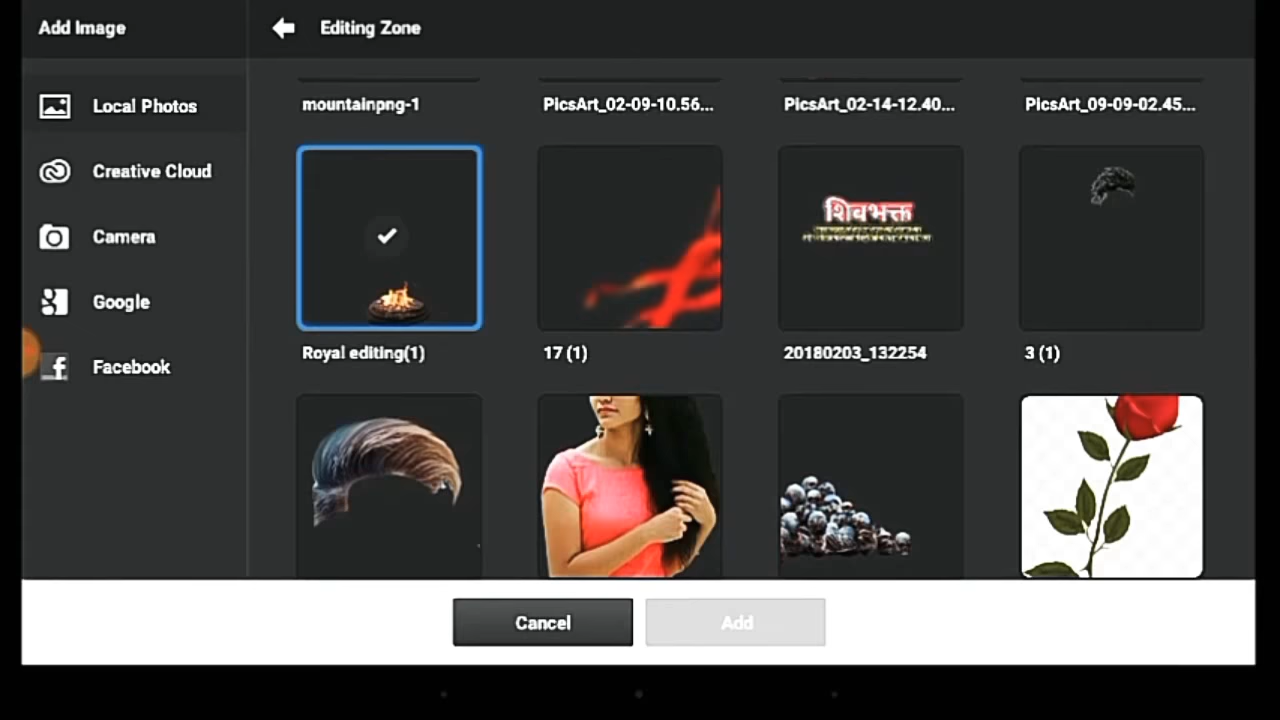 Add Image
Editing Zone
Local Photos
Creative Cloud
Camera
Google
Facebook
mountainpng-1
PicsArt_02-09-10.56...
PicsArt_02-14-12.40...
PicsArt_09-09-02.45...
शिवभक्त
Royal editing(1)
17 (1)
20180203_132254
3 (1)
Cancel
Add